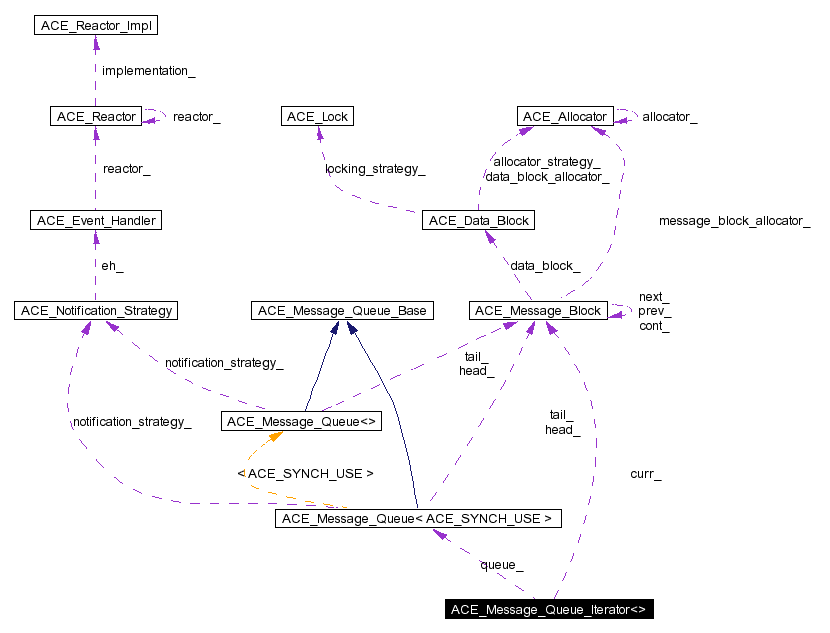 ACE_Reactor_Impl
implementation_
ACE_Reactor
reactor_
ACE_Lock
ACE_Allocator
allocator_
reactor_
locking_strategy_
allocator_strategy_
data_block_allocator_
ACE_Event_Handler
ACE_Data_Block
message_block_allocator_
eh_
data_block_
ACE_Notification_Strategy
ACE_Message_Queue_Base
ACE_Message_Block
next_
prev_
cont_
notification_strategy_
tail_
head_
notification_strategy_
ACE_Message_Queue<>
tail_
head_
< ACE_SYNCH_USE >
curr_
ACE_Message_Queue< ACE_SYNCH_USE >
queue_
ACE_Message_Queue_Iterator<>